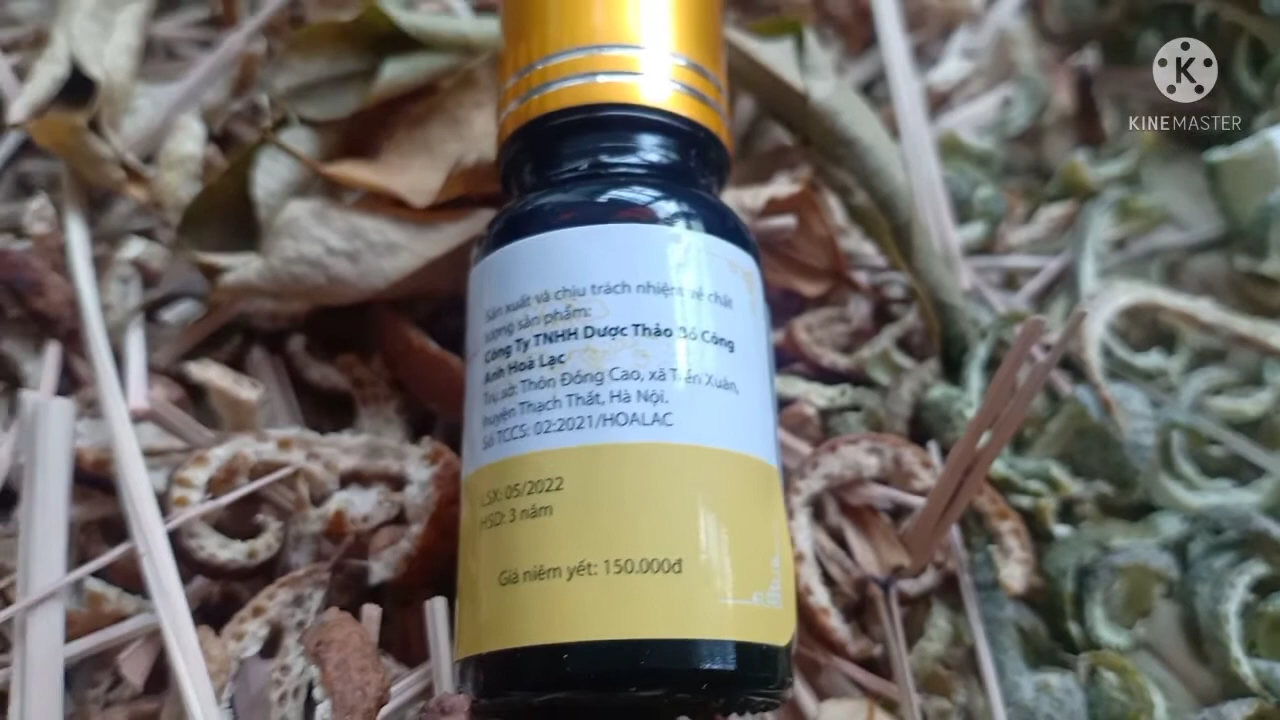 Sản xuất và chịu trách nhiệm về chất
lượng sản phẩm:
Công Ty TNHH Dược Thảo Bồ Công
Anh Hoà Lạc
Trụ sở: Thôn Đồng Cao, xã Tiến Xuân,
huyện Thạch Thất, Hà Nội.
Số TCCS: 02:2021/HOALAC
LSX: 05/2022
HSD: 3 năm
Giá niêm yết: 150.000đ
K
KINEMASTER